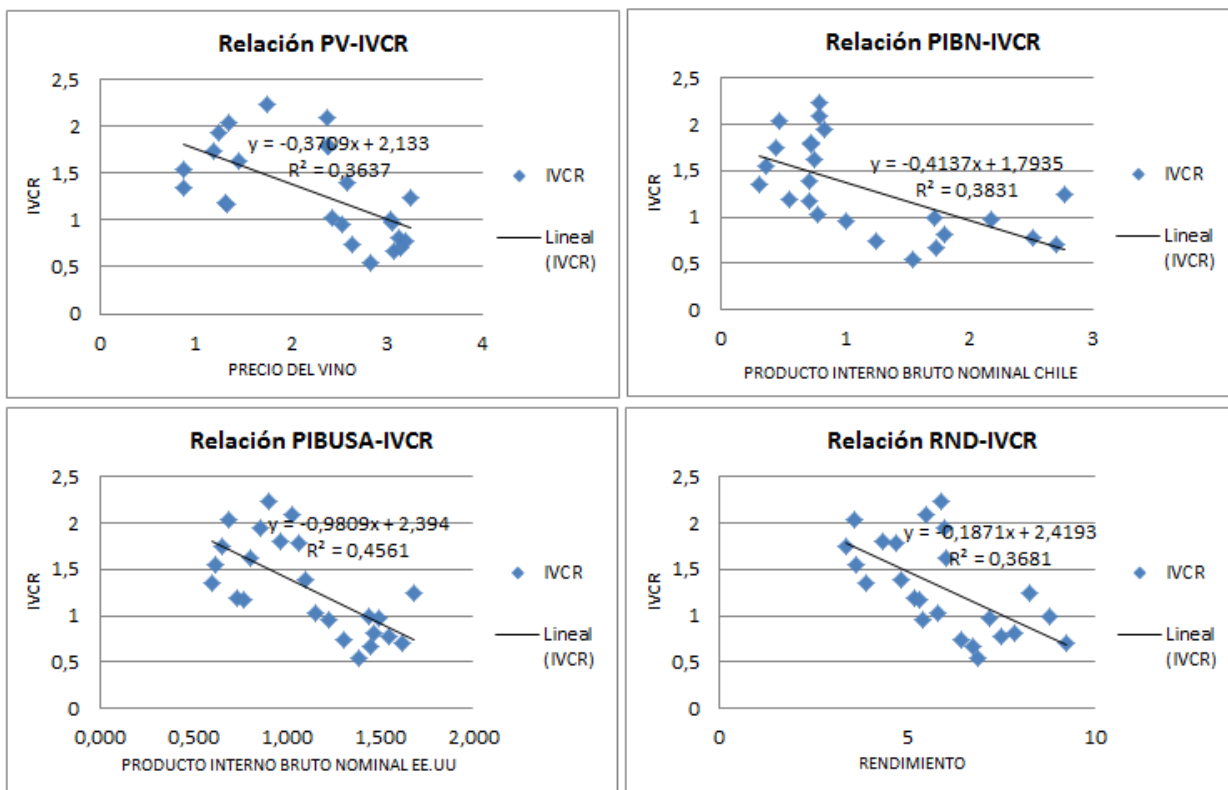 Relación PV-IVCR
2,5
2
1,5
1
0,5
0
IVCR
y = -0,3709x + 2,133
R² = 0,3637
0 1 2 3 4
PRECIO DEL VINO
IVCR
Lineal
(IVCR)
Relación PIBN-IVCR
2,5
2
1,5
1
0,5
0
IVCR
y = -0,4137x + 1,7935
R² = 0,3831
0 1 2 3
PRODUCTO INTERNO BRUTO NOMINAL CHILE
IVCR
Lineal
(IVCR)
Relación PIBUSA-IVCR
2,5
2
1,5
1
0,5
0
IVCR
y = -0,9809x + 2,394
R² = 0,4561
0,000 0,500 1,000 1,500 2,000
PRODUCTO INTERNO BRUTO NOMINAL EE.UU
IVCR
Lineal
(IVCR)
Relación RND-IVCR
2,5
2
1,5
1
0,5
0
IVCR
y = -0,1871x + 2,4193
R² = 0,3681
0 5 10
RENDIMIENTO
IVCR
Lineal
(IVCR)